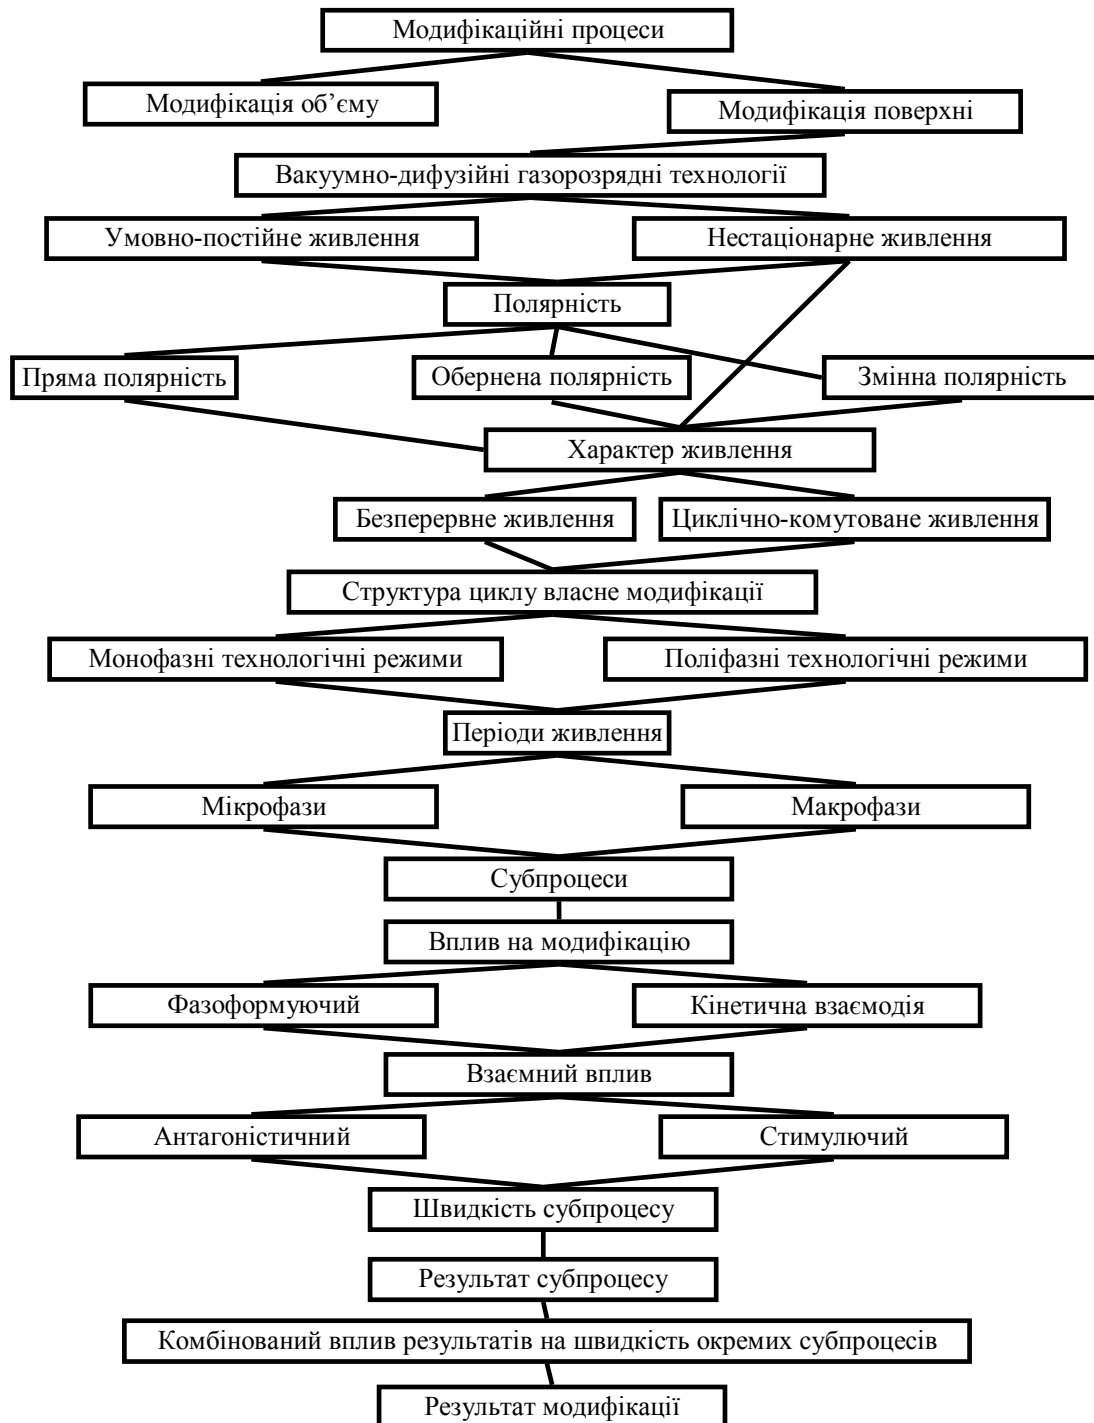 Модифікаційні процеси
Модифікація об’єму
Модифікація поверхні
Вакуумно-дифузійні газорозрядні технології
Умовно-постійне живлення
Нестаціонарне живлення
Полярність
Пряма полярність
Обернена полярність
Змінна полярність
Характер живлення
Безперервне живлення
Циклічно-комутоване живлення
Структура циклу власне модифікації
Монофазні технологічні режими
Поліфазні технологічні режими
Періоди живлення
Мікрофази
Макрофази
Субпроцеси
Вплив на модифікацію
Фазоформуючий
Кінетична взаємодія
Взаємний вплив
Антагоністичний
Стимулючий
Швидкість субпроцесу
Результат субпроцесу
Комбінований вплив результатів на швидкість окремих субпроцесів
Результат модифікації